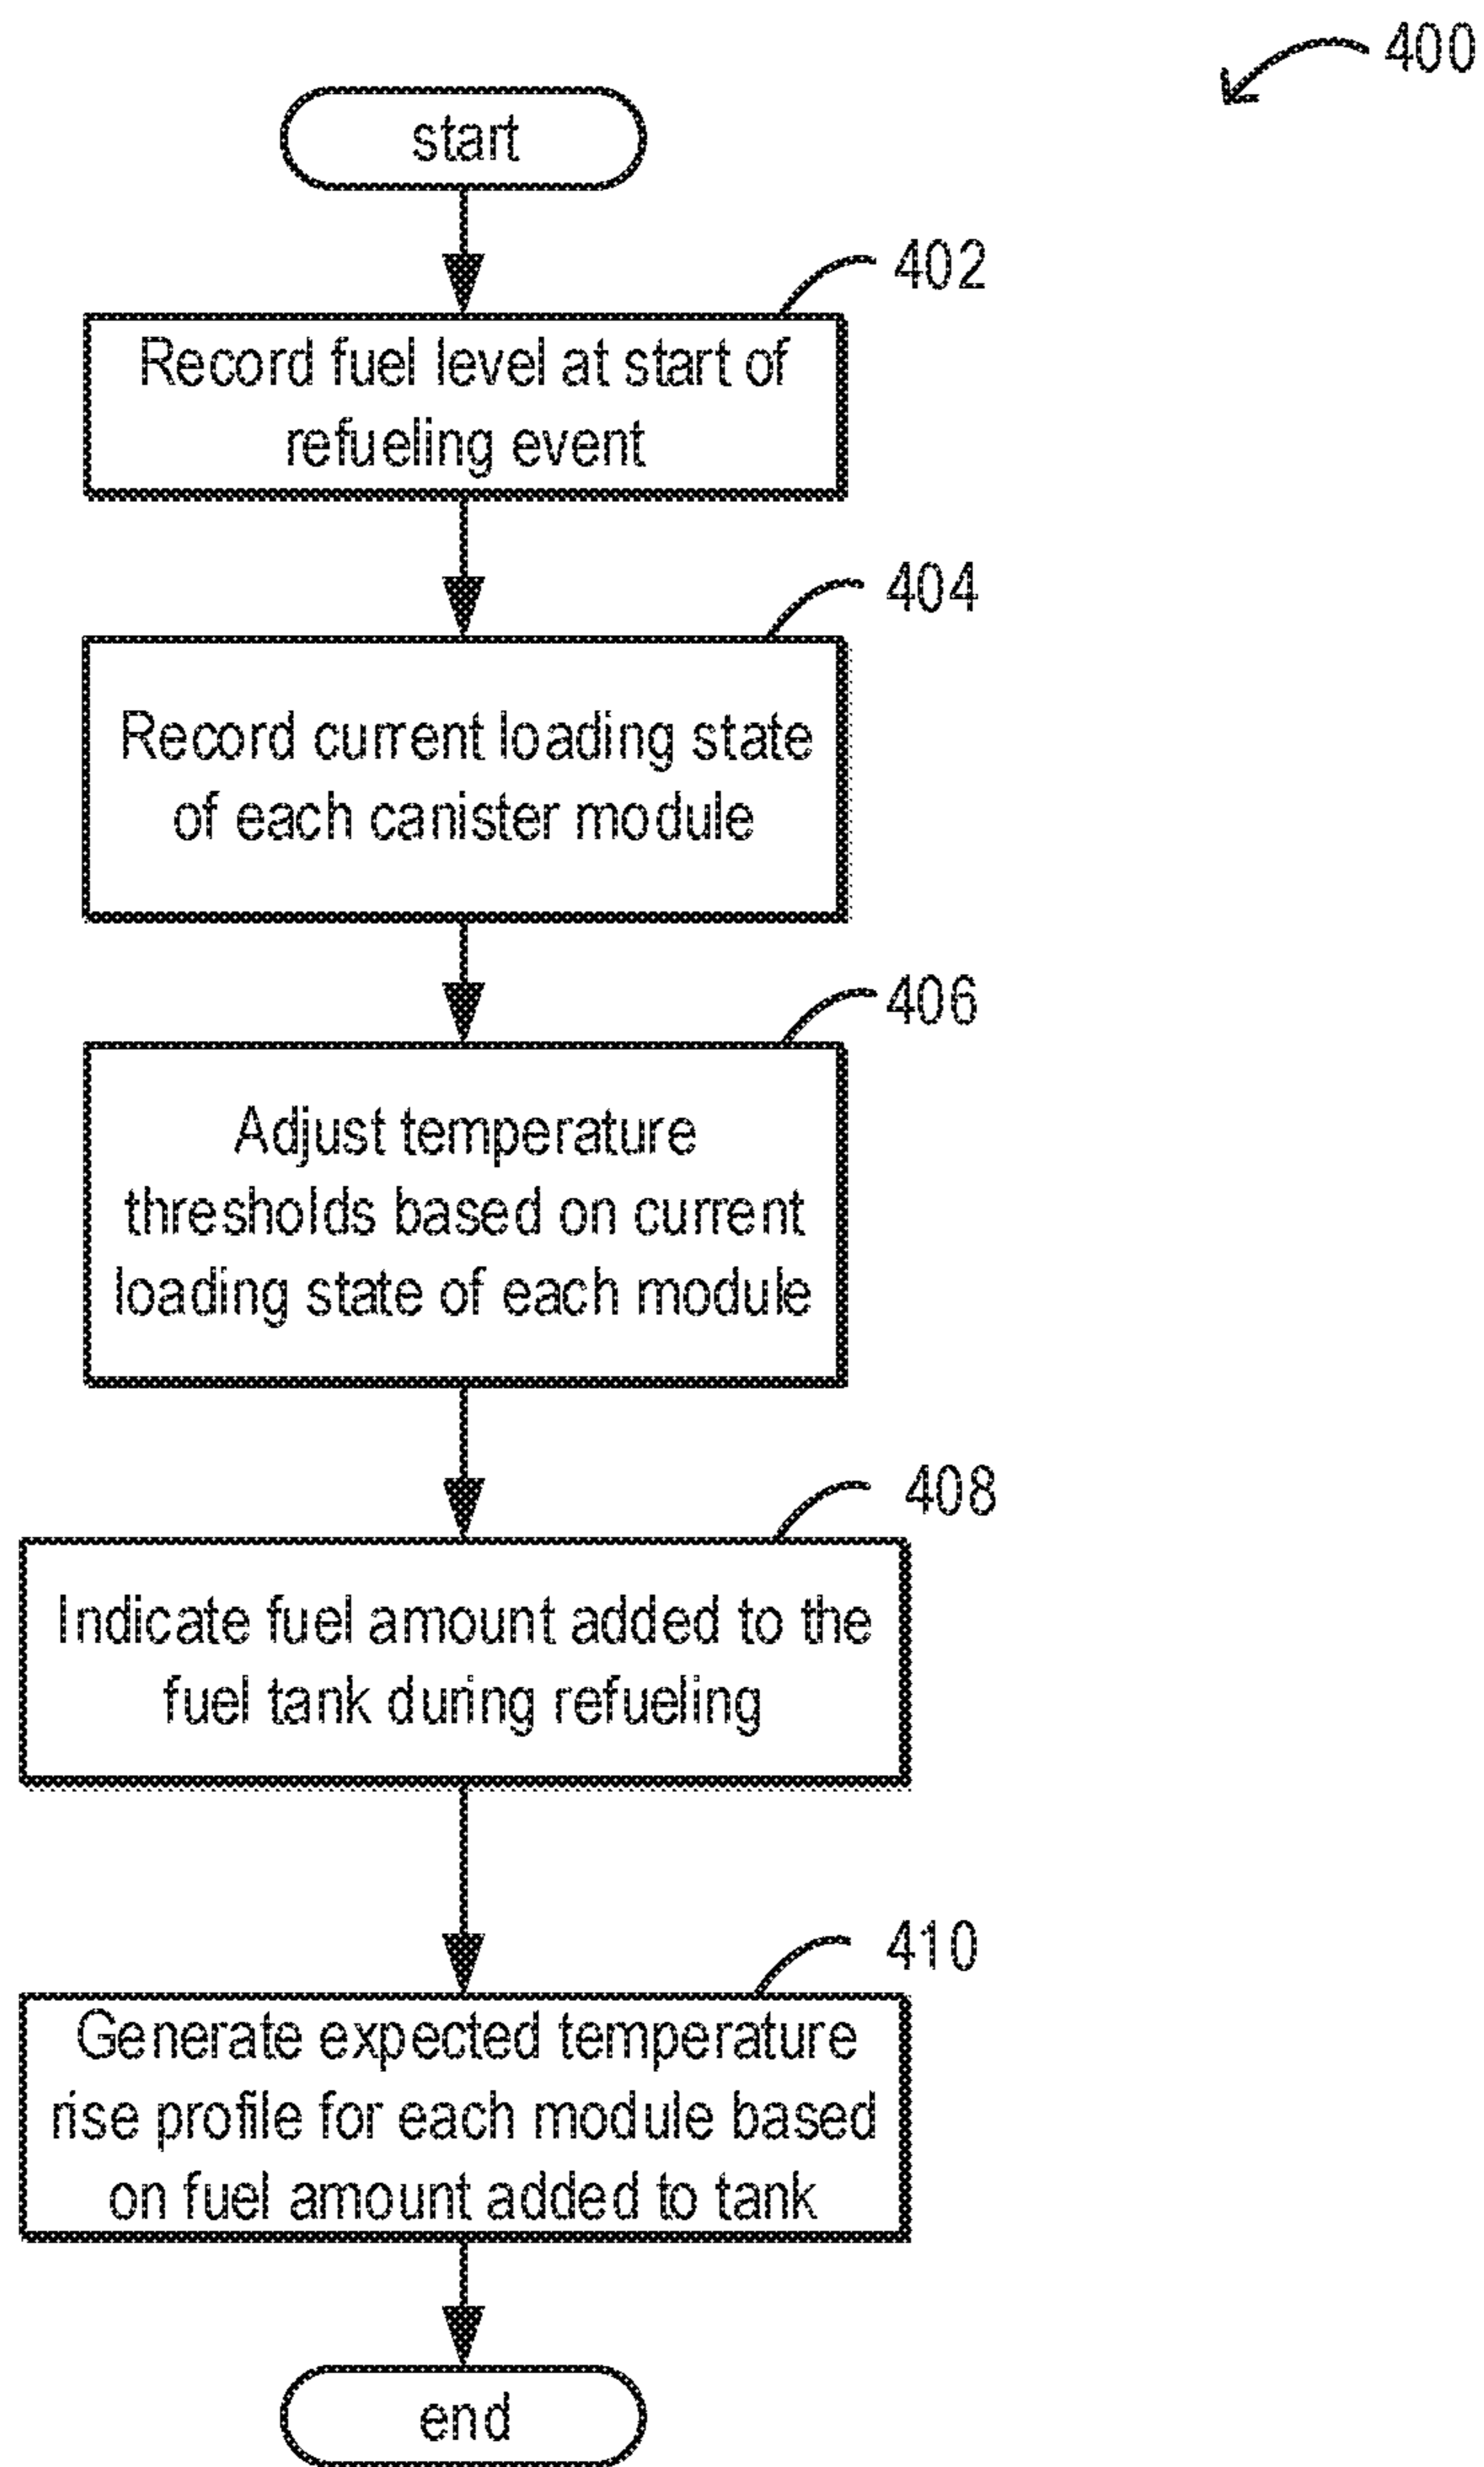 400
start
402
Record fuel level at start of
refueling event
404
Record current loading state
of each canister module
406
Adjust temperature
thresholds based on current
loading state of each module
408
Indicate fuel amount added to the
fuel tank during refueling
410
Generate expected temperature
rise profile for each module based
on fuel amount added to tank
end